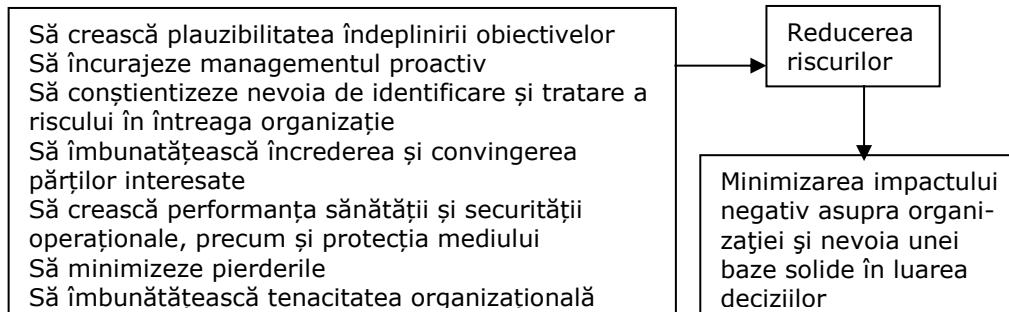 Să crească plauzibilitatea îndeplinirii obiectivelor
Să încurajeze managementul proactiv
Să conștientizeze nevoia de identificare și tratare a
riscului în întreaga organizație
Să îmbunatățească încrederea și convingerea
părților interesate
Să crească performanța sănătății și securității
operaționale, precum și protecția mediului
Să minimizeze pierderile
Să îmbunătățească tenacitatea organizațională
Reducerea
riscurilor
Minimizarea impactului
negativ asupra organi-
zaţiei şi nevoia unei
baze solide în luarea
deciziilor